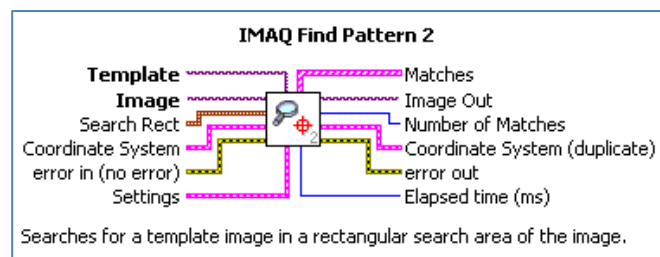 IMAQ Find Pattern 2
Template Matches
Image Image Out
Search Rect Number of Matches
Coordinate System Coordinate System (duplicate)
error in (no error) error out
Settings Elapsed time (ms)
2
Searches for a template image in a rectangular search area of the image.